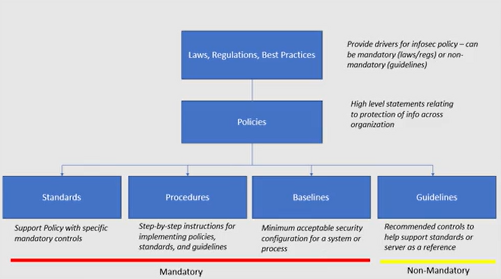 Laws, Regulations, Best Practices
Provide drivers for infosec policy – can
be mandatory (laws/regs) or non-
mandatory (guidelines)
Policies
High level statements relating
to protection of info across
organization
Standards
Procedures
Baselines
Guidelines
Support Policy with specific
mandatory controls
Step-by-step instructions for
implementing policies,
standards, and guidelines
Minimum acceptable security
configuration for a system or
process
Recommended controls to
help support standards or
server as a reference
Mandatory
Non-Mandatory